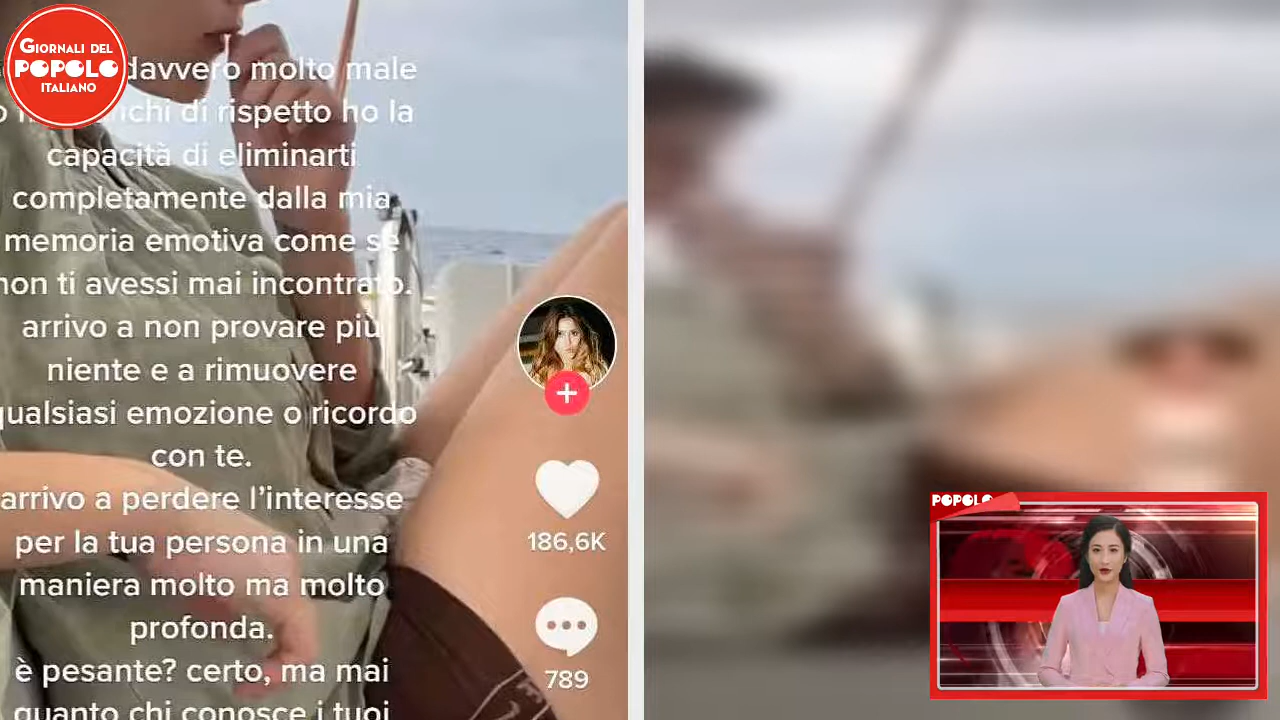 GIORNALI DEL
POPOLO
ITALIANO
davvero molto male
di rispetto ho la
capacità di eliminarti
completamente dalla mia
memoria emotiva come se
non ti avessi mai incontrato.
arrivo a non provare più
niente e a rimuovere
qualsiasi emozione o ricordo
con te.
arrivo a perdere l'interesse
per la tua persona in una
maniera molto ma molto
profonda.
è pesante? certo, ma mai
quanto chi conosce i tuoi
186,6K
789
POPOLO